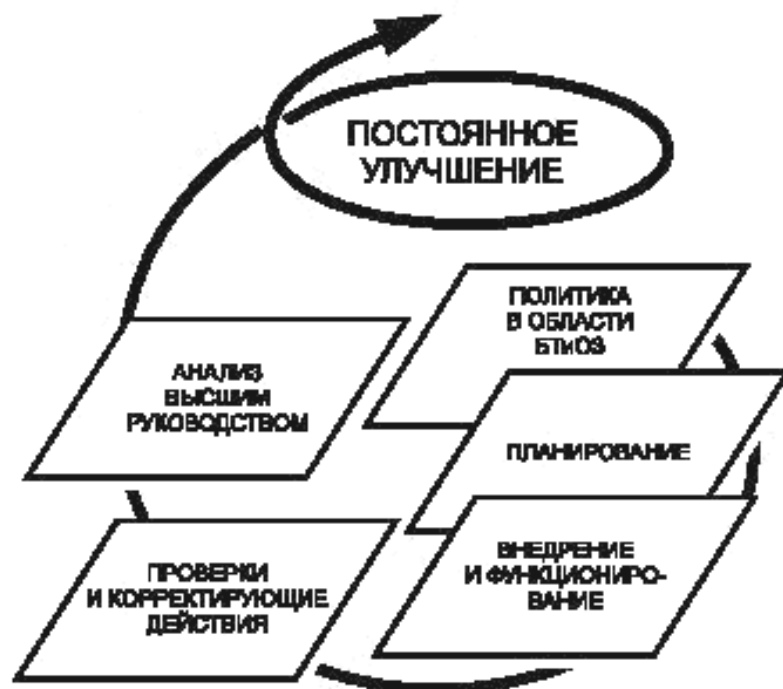 ПОСТОЯННОЕ
УЛУЧШЕНИЕ
ПОЛИТИКА
В ОБЛАСТИ
БТиОЗ
ПЛАНИРОВАНИЕ
ВНЕДРЕНИЕ
И ФУНКЦИОНИРО-
ВАНИЕ
ПРОВЕРКИ
И КОРРЕКТИРУЮЩИЕ
ДЕЙСТВИЯ
АНАЛИЗ
ВЫСШИМ
РУКОВОДСТВОМ